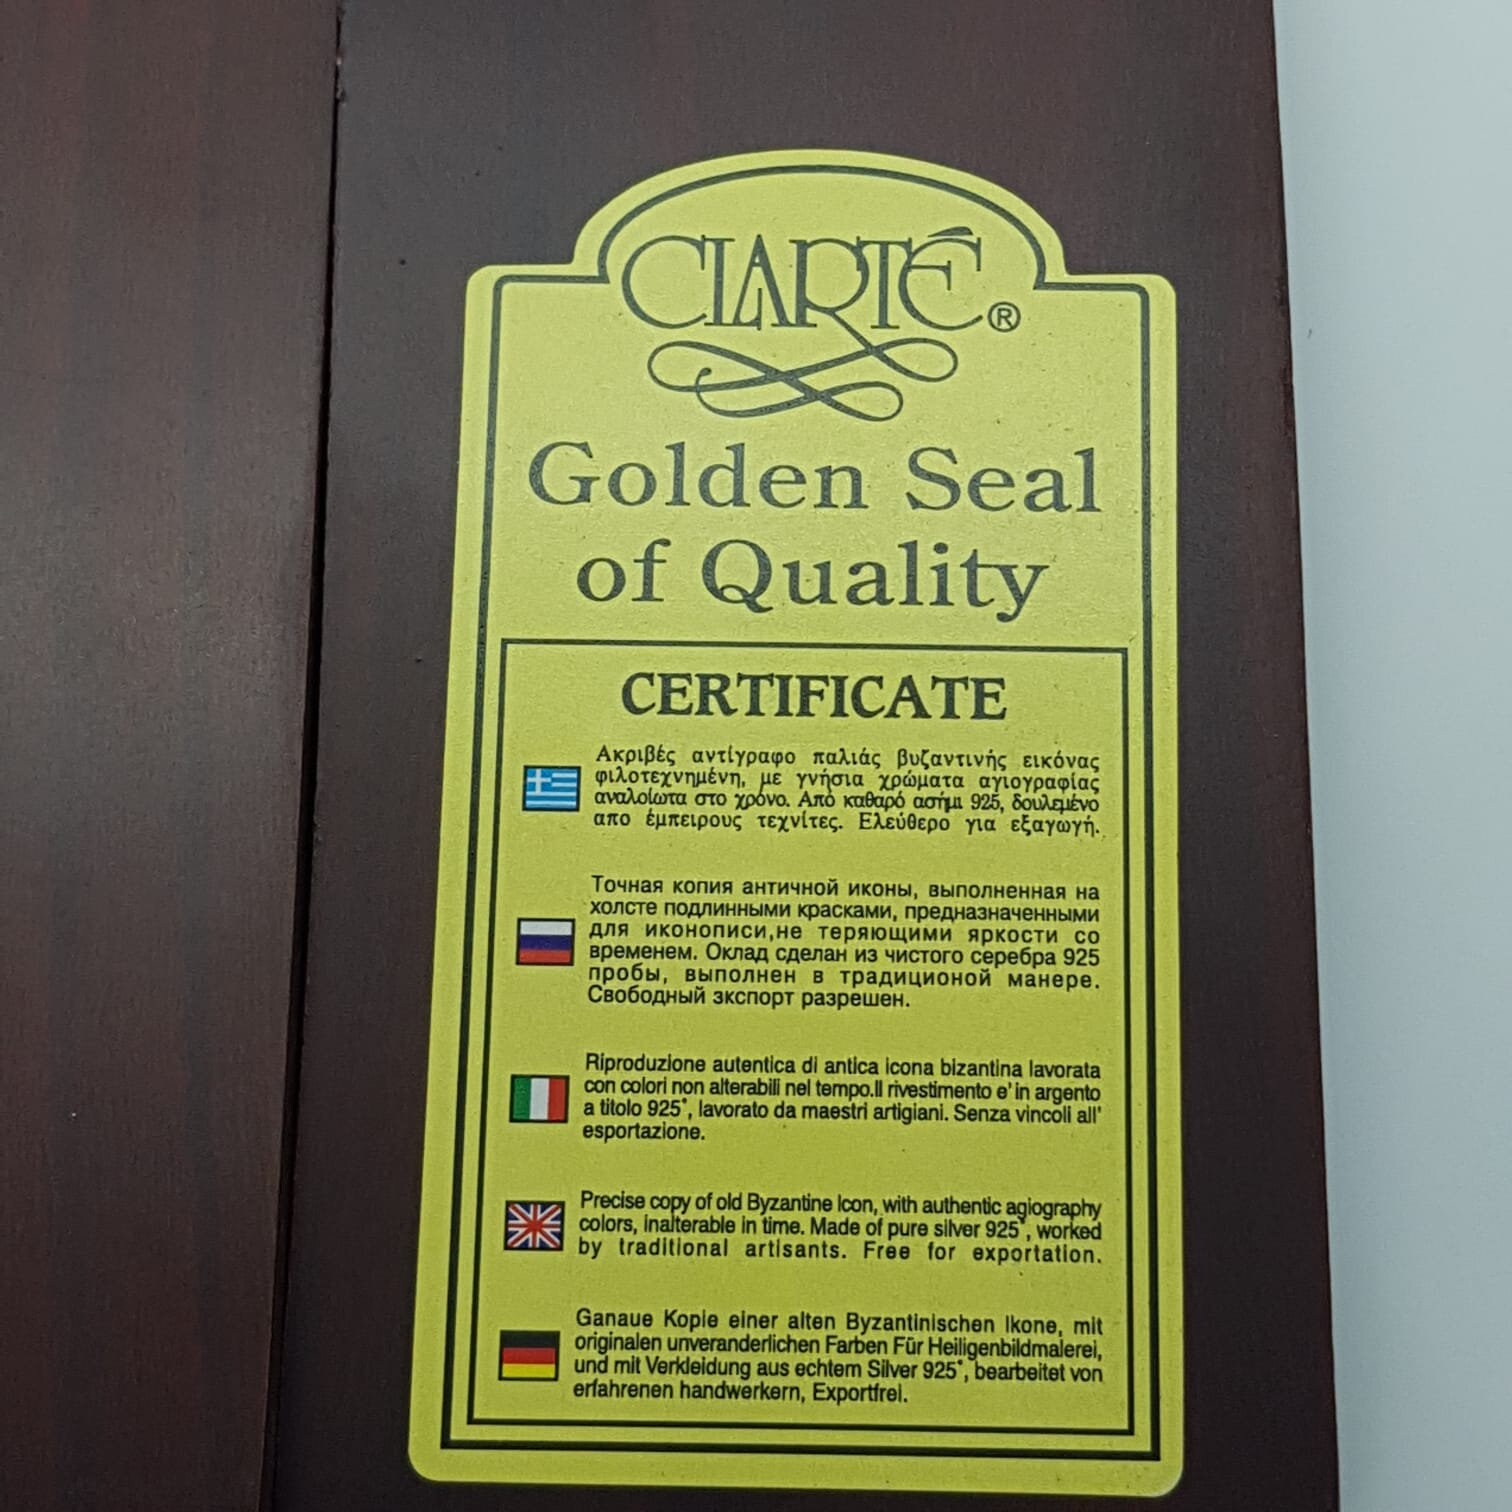 CLARTÉ®
Golden Seal
of Quality
CERTIFICATE
Ακριβές αντίγραφο παλιάς βυζαντινής εικόνας
φιλοτεχνημένη, με γνήσια χρώματα αγιογραφίας
αναλοίωτα στο χρόνο. Από καθαρό ασήμι 925, δουλεμένο
απο έμπειρους τεχνίτες. Ελεύθερο για εξαγωγή.
Точная копия античной иконы, выполненная на
холсте подлинными красками, предназначенными
для иконописи,не теряющими яркости со
временем. Оклад сделан из чистого серебра 925
пробы, выполнен в традиционой манере.
Свободный зкспорт разрешен.
Riproduzione autentica di antica icona bizantina lavorata
con colori non alterabili nel tempo.Il rivestimento e' in argento
a titolo 925°, lavorato da maestri artigiani. Senza vincoli all'
esportazione.
Precise copy of old Byzantine Icon, with authentic agiography
colors, inalterable in time. Made of pure silver 925°, worked
by traditional artisants. Free for exportation.
Ganaue Kopie einer alten Byzantinischen Ikone, mit
originalen unveranderlichen Farben Für Heiligenbildmalerei,
und mit Verkleidung aus echtem Silver 925°, bearbeitet von
erfahrenen handwerkern, Exportfrei.